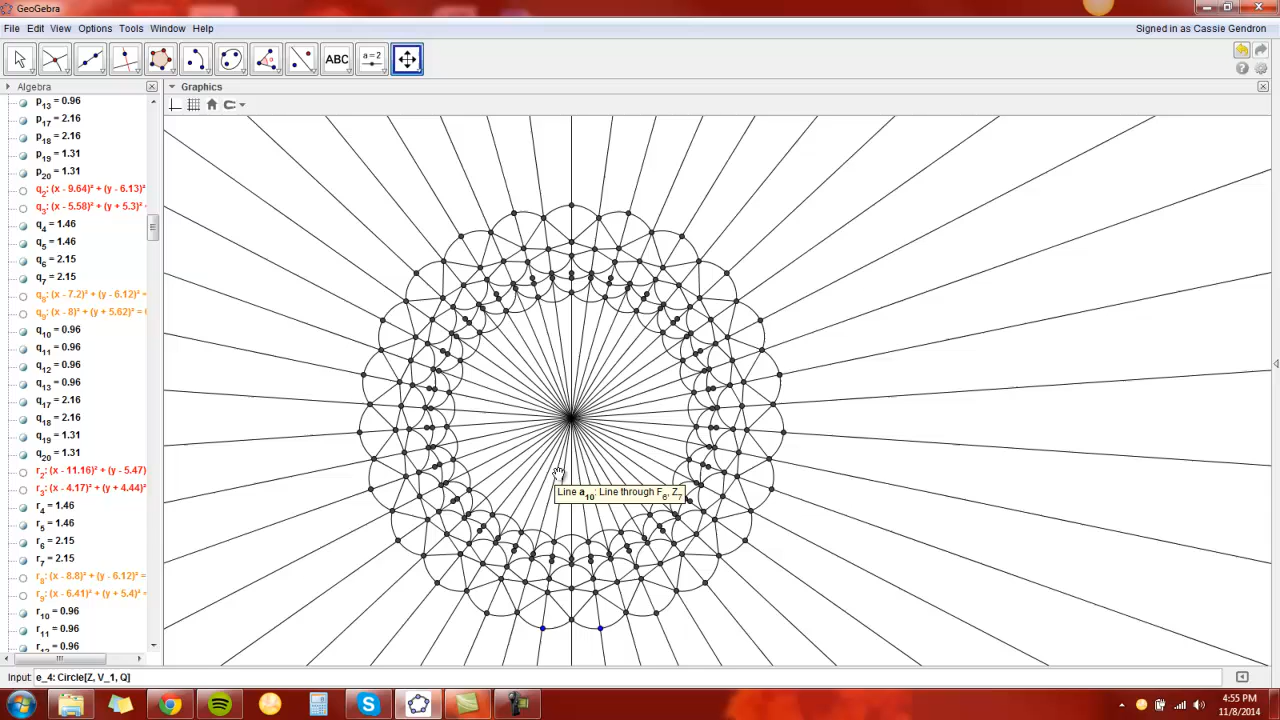 GeoGebra
File Edit View Options Tools Window Help
Signed in as Cassie Gendron
ABC
a = 2
Algebra
Graphics
p13 = 0.96
p17 = 2.16
p18 = 2.16
p19 = 1.31
p20 = 1.31
q2: (x - 9.64)² + (y - 6.13)²
q3: (x - 5.58)² + (y + 5.3)²
q4 = 1.46
q5 = 1.46
q6 = 2.15
q7 = 2.15
q8: (x - 7.2)² + (y - 6.12)² =
q9: (x - 8)² + (y + 5.62)² =
q10 = 0.96
q11 = 0.96
q12 = 0.96
q13 = 0.96
q17 = 2.16
q18 = 2.16
q19 = 1.31
q20 = 1.31
r2: (x - 11.16)² + (y - 5.47)
r3: (x - 4.17)² + (y + 4.44)²
r4 = 1.46
r5 = 1.46
r6 = 2.15
r7 = 2.15
r8: (x - 8.8)² + (y - 6.12)² =
r9: (x - 6.41)² + (y + 5.4)² =
r10 = 0.96
r11 = 0.96
r12 = 0.96
Line a10: Line through F6, Z7
Input: e_4: Circle[Z, V_1, Q]
4:55 PM
11/8/2014